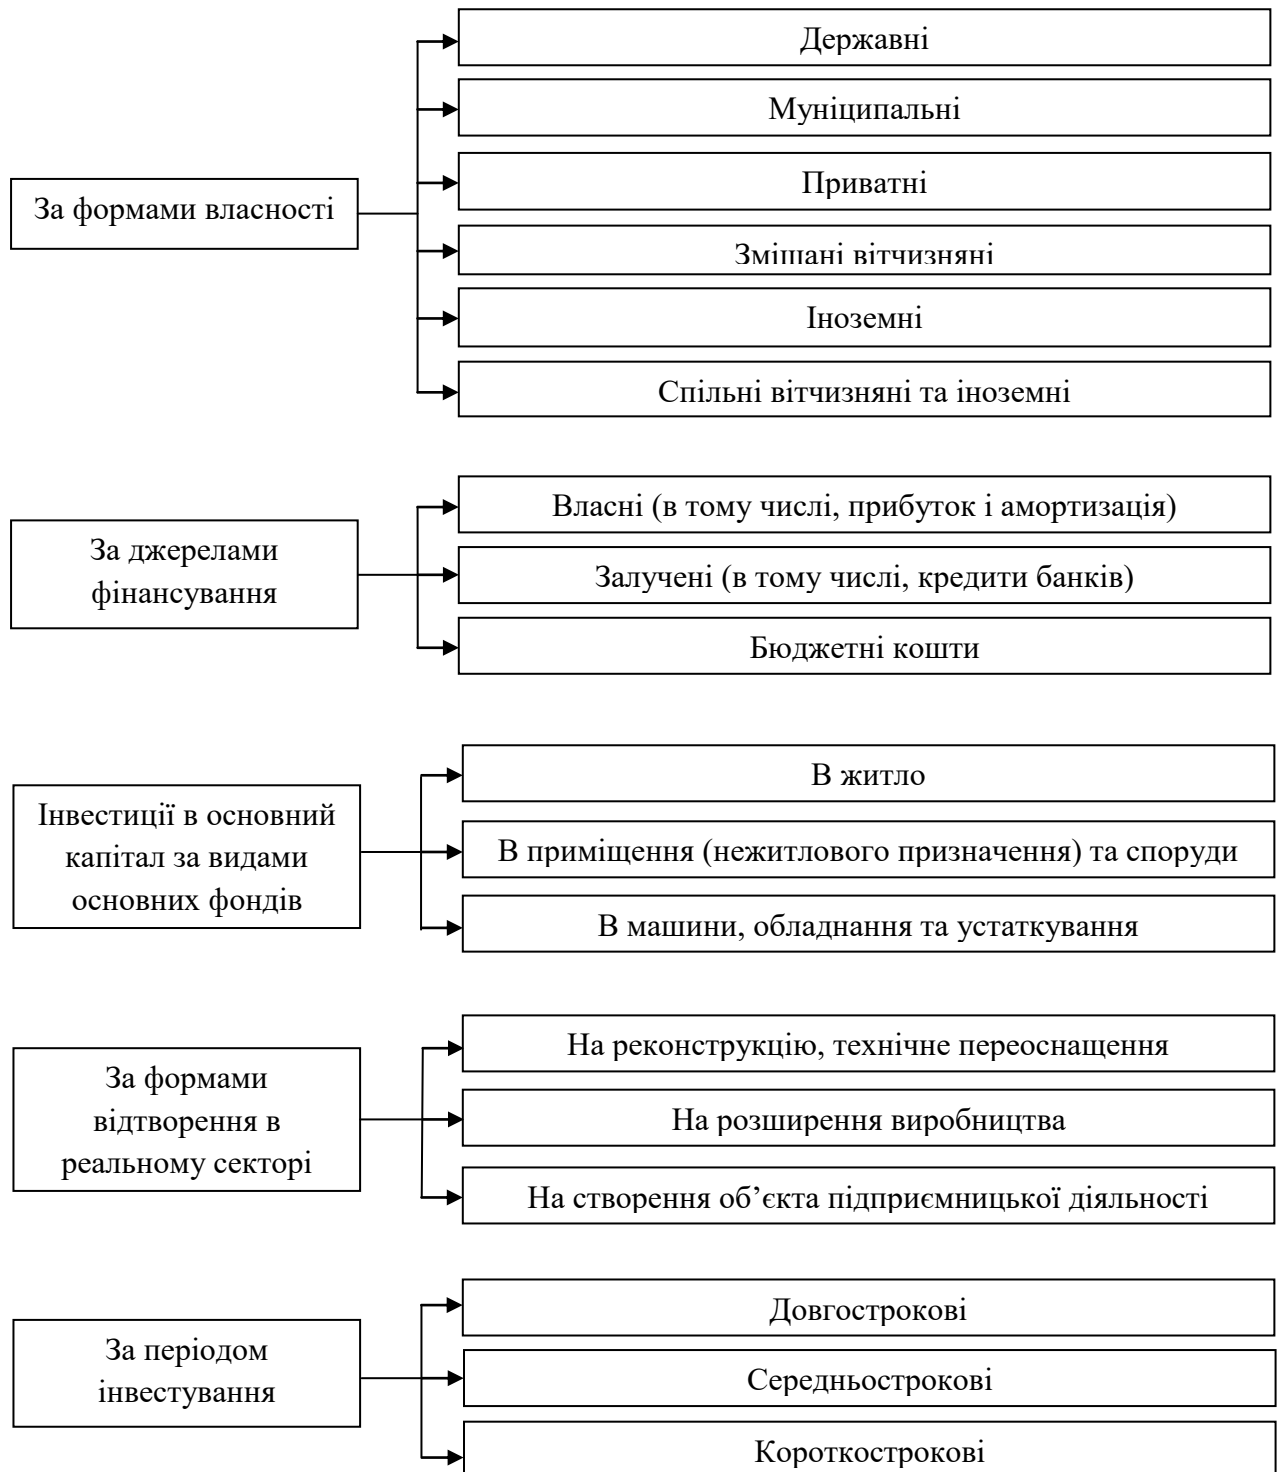 За формами власності
Державні
Муніципальні
Приватні
Змішані вітчизняні
Іноземні
Спільні вітчизняні та іноземні
За джерелами
фінансування
Власні (в тому числі, прибуток і амортизація)
Залучені (в тому числі, кредити банків)
Бюджетні кошти
Інвестиції в основний
капітал за видами
основних фондів
В житло
В приміщення (нежитлового призначення) та споруди
В машини, обладнання та устаткування
За формами
відтворення в
реальному секторі
На реконструкцію, технічне переоснащення
На розширення виробництва
На створення об’єкта підприємницької діяльності
За періодом
інвестування
Довгострокові
Середньострокові
Короткострокові